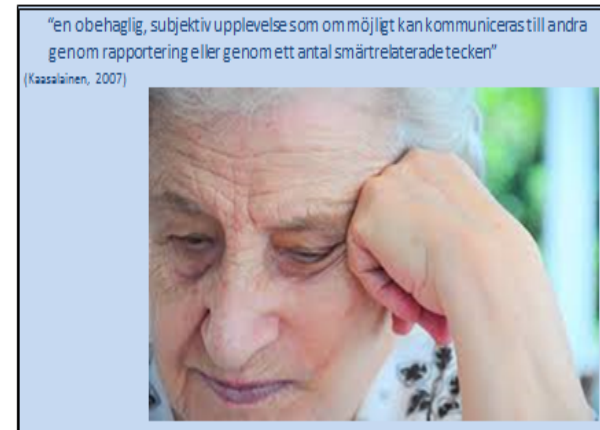 “en obehaglig, subjektiv upplevelse som om möjligt kan kommuniceras till andra
genom rapportering eller genom ett antal smärtrelaterade tecken”
(Kaasalainen, 2007)